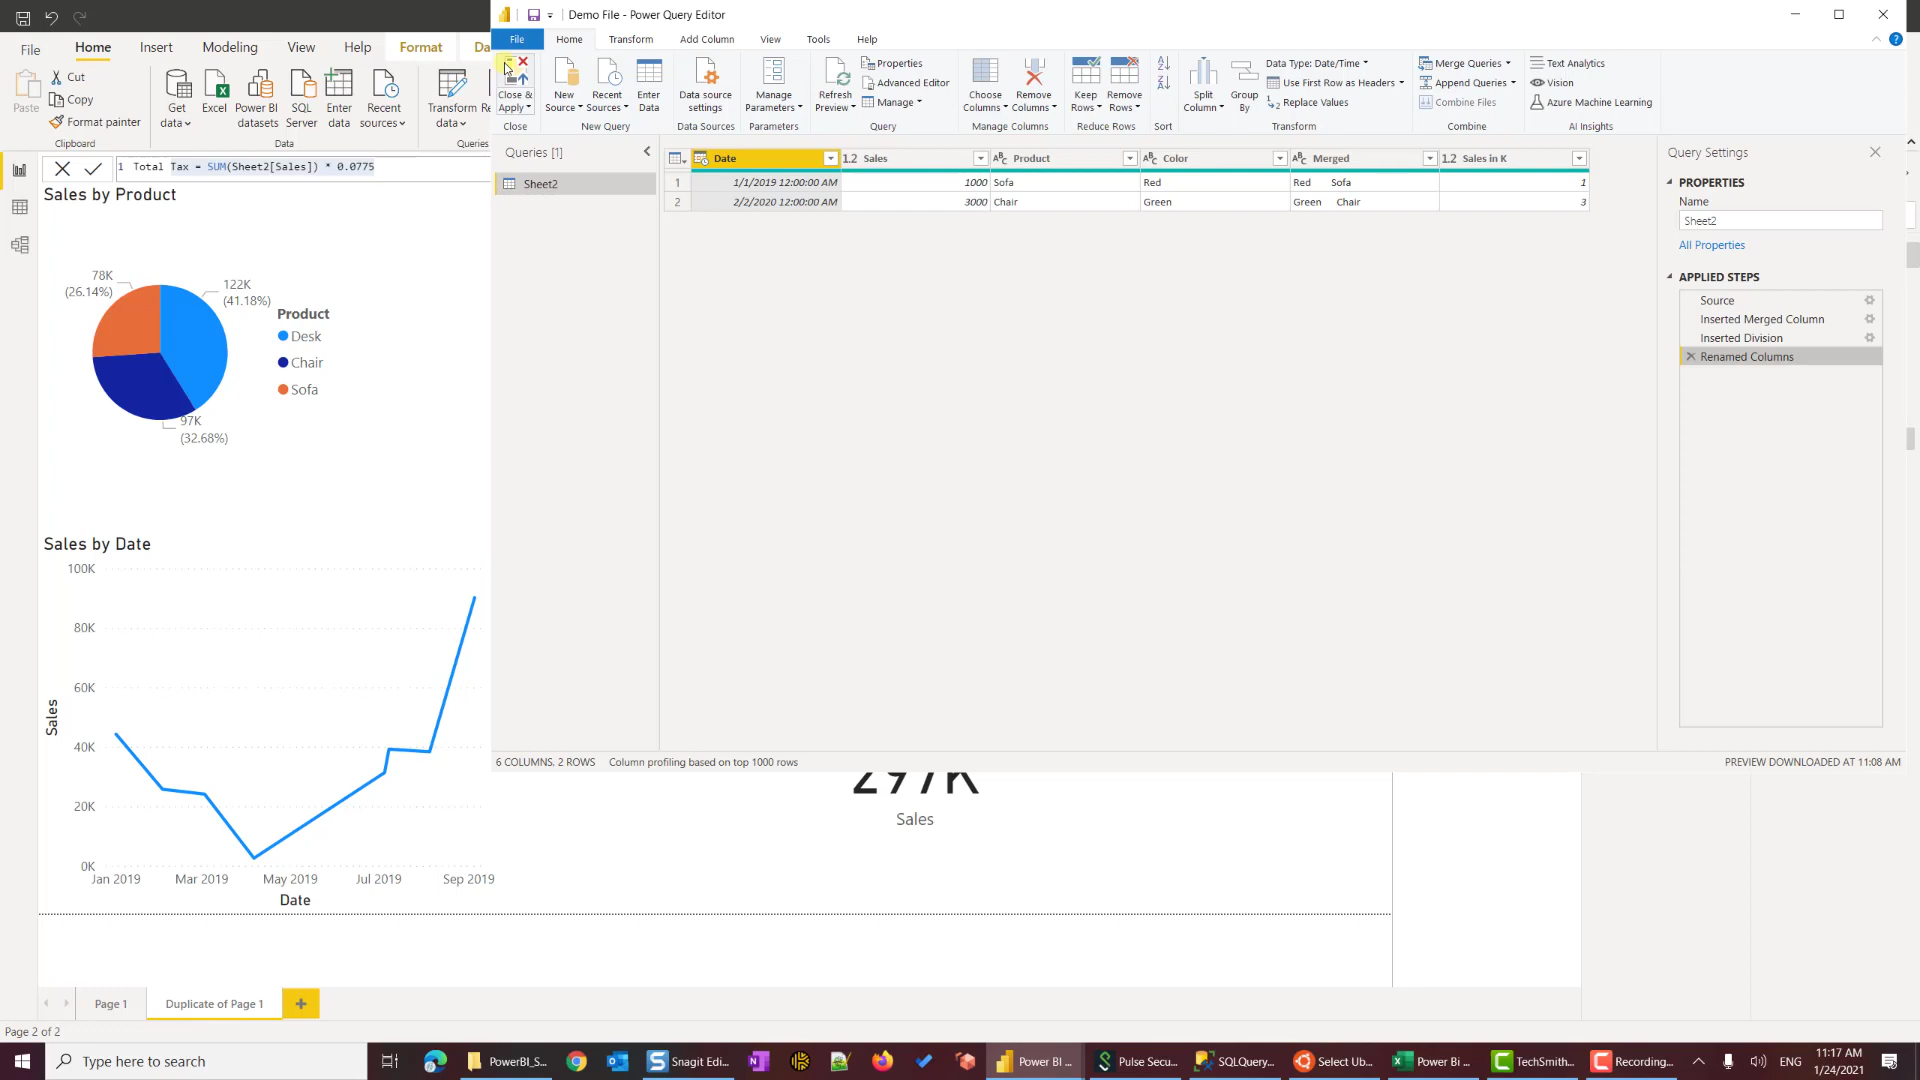 File
Home
Insert
Modeling
View
Help
Format
Da
Paste
Cut
Copy
Format painter
Clipboard
Get data
Excel
Power BI datasets
SQL Server
Enter data
Recent sources
Data
Transform data
Re
Queries
1 Total Tax = SUM(Sheet2[Sales]) * 0.0775
Demo File - Power Query Editor
File
Home
Transform
Add Column
View
Tools
Help
Close & Apply
Close
New Source
Recent Sources
Enter Data
New Query
Data source settings
Data Sources
Manage Parameters
Parameters
Refresh Preview
Properties
Advanced Editor
Manage
Query
Choose Columns
Remove Columns
Manage Columns
Keep Rows
Remove Rows
Reduce Rows
Sort
Split Column
Group By
Data Type: Date/Time
Use First Row as Headers
Replace Values
Transform
Merge Queries
Append Queries
Combine Files
Combine
Text Analytics
Vision
Azure Machine Learning
AI Insights
Queries [1]
Sheet2
Date 1.2 Sales ABC Product ABC Color ABC Merged 1.2 Sales in K
1 1/1/2019 12:00:00 AM 1000 Sofa Red Red Sofa 1
2 2/2/2020 12:00:00 AM 3000 Chair Green Green Chair 3
Query Settings
PROPERTIES
Name
Sheet2
All Properties
APPLIED STEPS
Source
Inserted Merged Column
Inserted Division
Renamed Columns
6 COLUMNS, 2 ROWS Column profiling based on top 1000 rows
PREVIEW DOWNLOADED AT 11:08 AM
Sales by Product
78K
(26.14%)
122K
(41.18%)
97K
(32.68%)
Product
Desk
Chair
Sofa
Sales by Date
100K
80K
60K
40K
20K
0K
Sales
Jan 2019
Mar 2019
May 2019
Jul 2019
Sep 2019
Date
297K
Sales
Page 1
Duplicate of Page 1
Page 2 of 2
Type here to search
PowerBI_S...
Snagit Edi...
Power BI ...
Pulse Secu...
SQLQuery...
Select Ub...
Power Bi ...
TechSmith...
Recording...
ENG
11:17 AM
1/24/2021